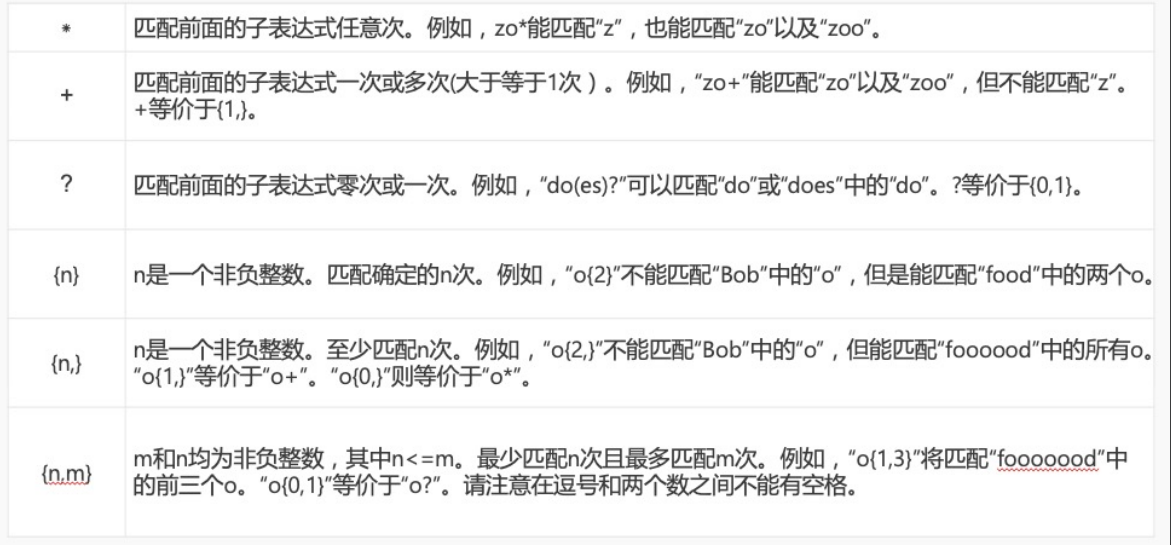 * 匹配前面的子表达式任意次。例如，zo*能匹配“z”，也能匹配“zo”以及“zoo”。
+ 匹配前面的子表达式一次或多次(大于等于1次）。例如，“zo+”能匹配“zo”以及“zoo”，但不能匹配“z”。
+等价于{1,}。
? 匹配前面的子表达式零次或一次。例如，“do(es)?”可以匹配“do”或“does”中的“do”。?等价于{0,1}。
{n} n是一个非负整数。匹配确定的n次。例如，“o{2}”不能匹配“Bob”中的“o”，但是能匹配“food”中的两个o。
{n,} n是一个非负整数。至少匹配n次。例如，“o{2,}”不能匹配“Bob”中的“o”，但能匹配“foooood”中的所有o。
“o{1,}”等价于“o+”。“o{0,}”则等价于“o*”。
{n,m} m和n均为非负整数，其中n<=m。最少匹配n次且最多匹配m次。例如，“o{1,3}”将匹配“fooooood”中
的前三个o。“o{0,1}”等价于“o?”。请注意在逗号和两个数之间不能有空格。